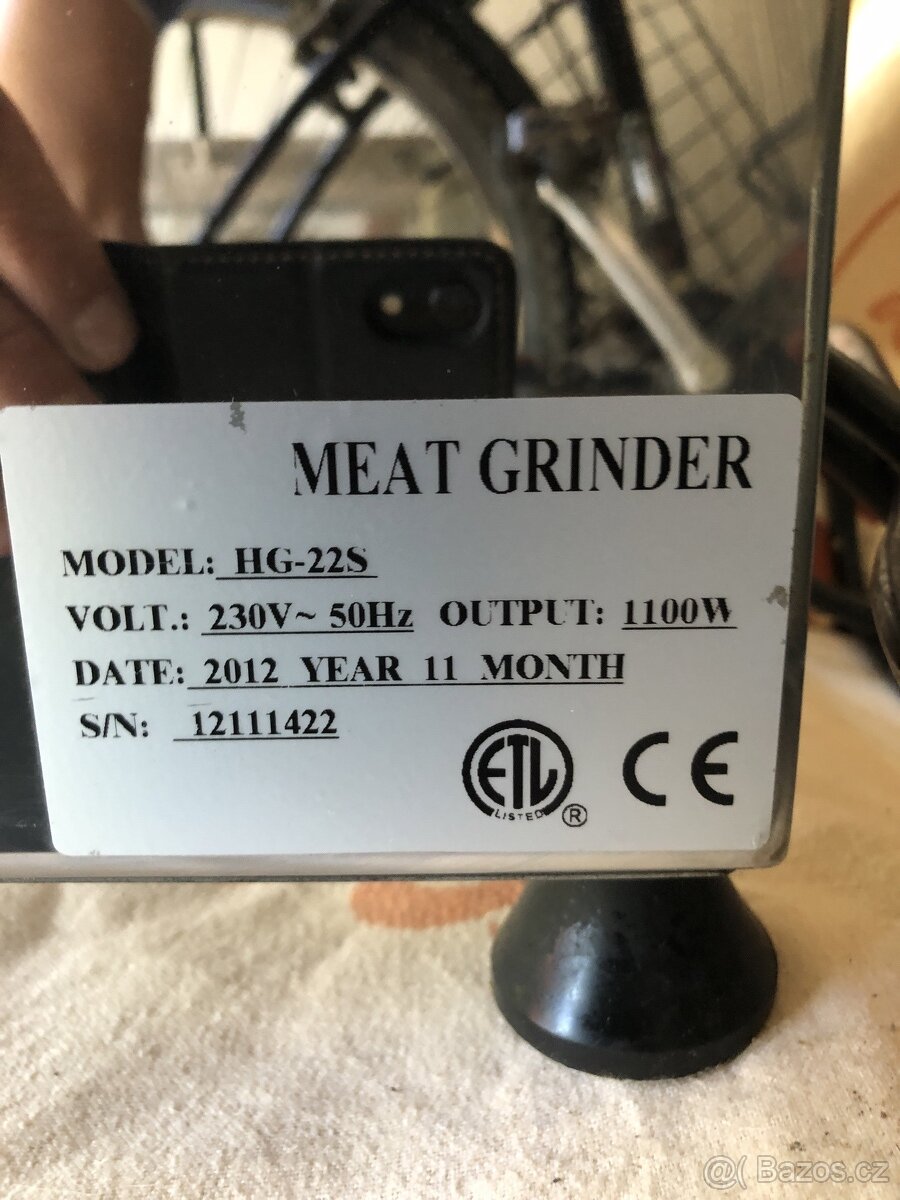 MEAT GRINDER
MODEL: HG-22S
VOLT.: 230V~ 50Hz OUTPUT: 1100W
DATE: 2012 YEAR 11 MONTH
S/N: 12111422
ETL
LISTED
®
CE
@( Bazos.cz